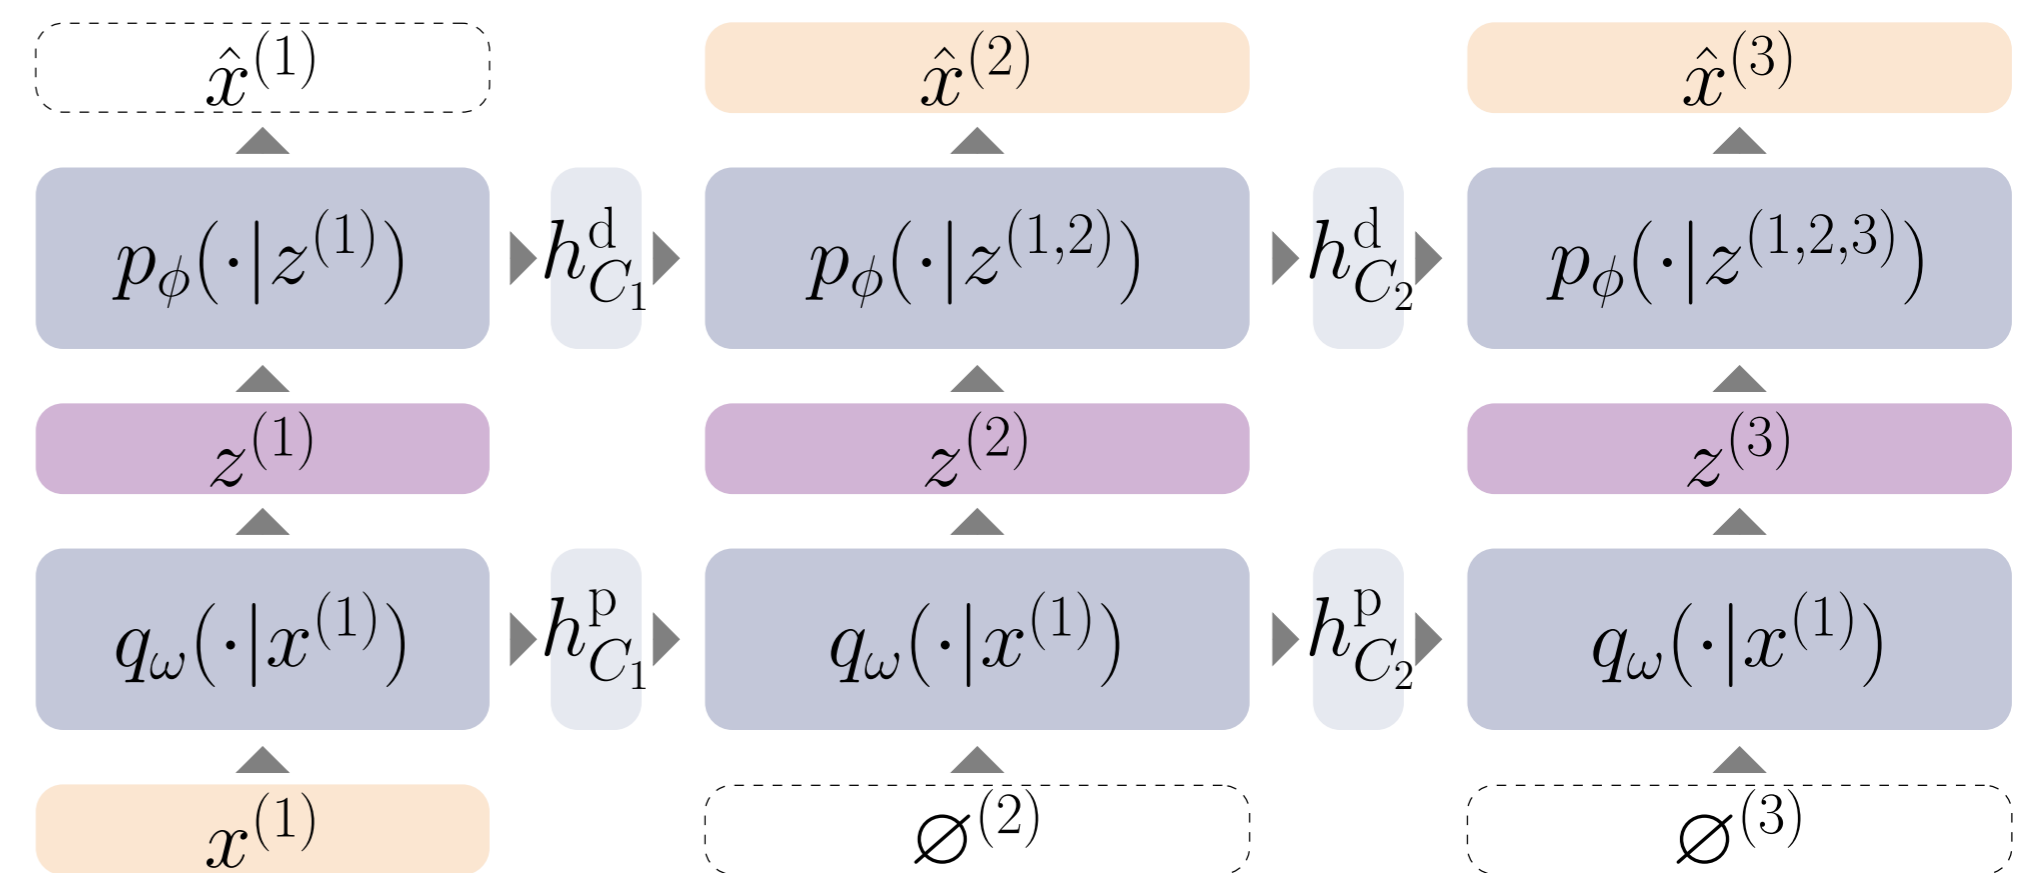 x̂^(1) x̂^(2) x̂^(3)
p_ϕ(·|z^(1)) h^d_{C_1} p_ϕ(·|z^(1,2)) h^d_{C_2} p_ϕ(·|z^(1,2,3))
z^(1) z^(2) z^(3)
q_ω(·|x^(1)) h^p_{C_1} q_ω(·|x^(1)) h^p_{C_2} q_ω(·|x^(1))
x^(1) ∅^(2) ∅^(3)